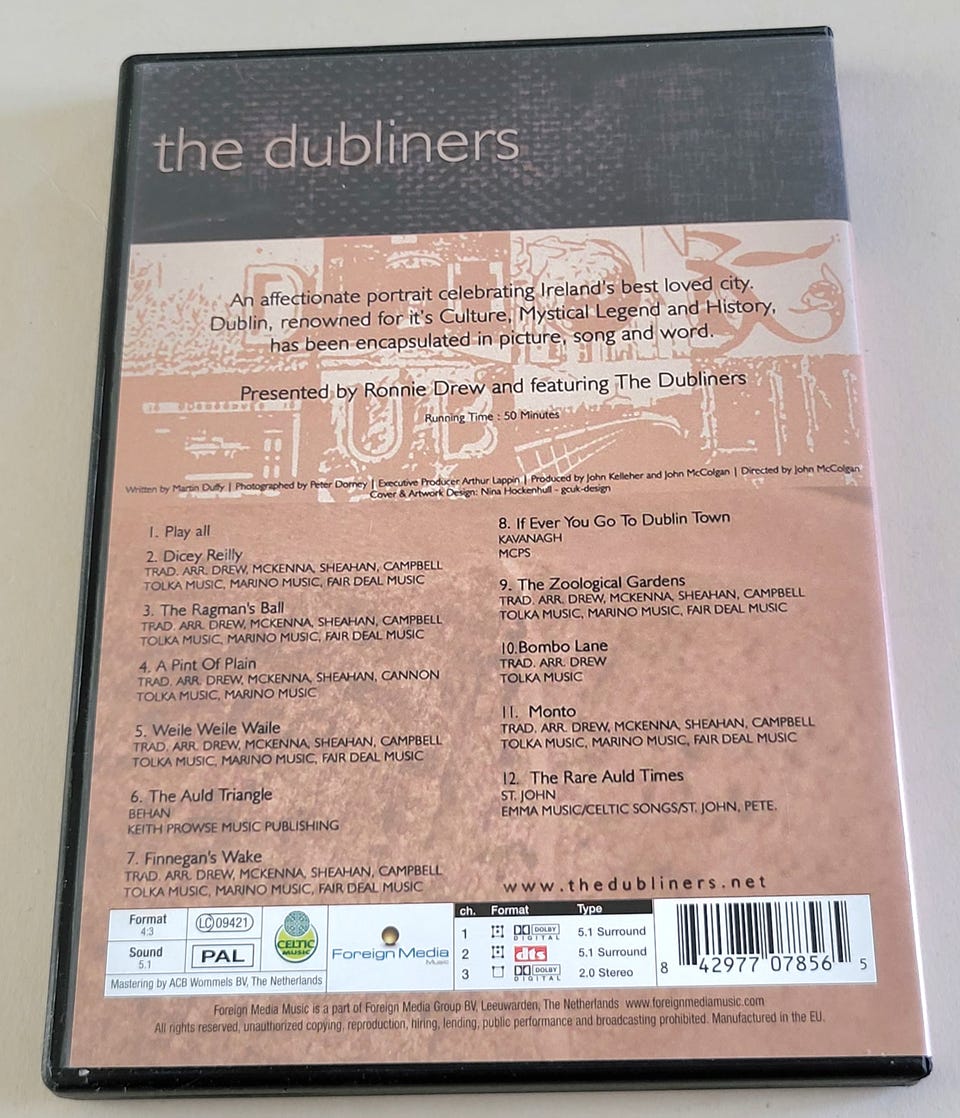 the dubliners
An affectionate portrait celebrating Ireland's best loved city.
Dublin, renowned for it's Culture, Mystical Legend and History,
has been encapsulated in picture, song and word.
Presented by Ronnie Drew and featuring The Dubliners
Running Time : 50 Minutes
Written by Martin Duffy | Photographed by Peter Dorney | Executive Producer Arthur Lappin | Produced by John Kelleher and John McColgan | Directed by John McColgan
Cover & Artwork Design: Nina Hockenhull - gcuk-design
1. Play all
2. Dicey Reilly
TRAD. ARR. DREW, MCKENNA, SHEAHAN, CAMPBELL
TOLKA MUSIC, MARINO MUSIC, FAIR DEAL MUSIC
3. The Ragman's Ball
TRAD. ARR. DREW, MCKENNA, SHEAHAN, CAMPBELL
TOLKA MUSIC, MARINO MUSIC, FAIR DEAL MUSIC
4. A Pint Of Plain
TRAD. ARR. DREW, MCKENNA, SHEAHAN, CANNON
TOLKA MUSIC, MARINO MUSIC
5. Weile Weile Waile
TRAD. ARR. DREW, MCKENNA, SHEAHAN, CAMPBELL
TOLKA MUSIC, MARINO MUSIC, FAIR DEAL MUSIC
6. The Auld Triangle
BEHAN
KEITH PROWSE MUSIC PUBLISHING
7. Finnegan's Wake
TRAD. ARR. DREW, MCKENNA, SHEAHAN, CAMPBELL
TOLKA MUSIC, MARINO MUSIC, FAIR DEAL MUSIC
8. If Ever You Go To Dublin Town
KAVANAGH
MCPS
9. The Zoological Gardens
TRAD. ARR. DREW, MCKENNA, SHEAHAN, CAMPBELL
TOLKA MUSIC, MARINO MUSIC, FAIR DEAL MUSIC
10.Bombo Lane
TRAD. ARR. DREW
TOLKA MUSIC
11. Monto
TRAD. ARR. DREW, MCKENNA, SHEAHAN, CAMPBELL
TOLKA MUSIC, MARINO MUSIC, FAIR DEAL MUSIC
12. The Rare Auld Times
ST. JOHN
EMMA MUSIC/CELTIC SONGS/ST. JOHN, PETE.
www.thedubliners.net
Format
4:3
LC 09421
Sound
5.1
PAL
CELTIC
MUSIC
Mastering by ACB Wommels BV, The Netherlands
Foreign Media
Music
ch. Format Type
1 DOLBY DIGITAL 5.1 Surround
2 dts 5.1 Surround
3 DOLBY DIGITAL 2.0 Stereo
8 42977 07856 5
Foreign Media Music is a part of Foreign Media Group BV, Leeuwarden, The Netherlands www.foreignmediamusic.com
All rights reserved, unauthorized copying, reproduction, hiring, lending, public performance and broadcasting prohibited. Manufactured in the EU.